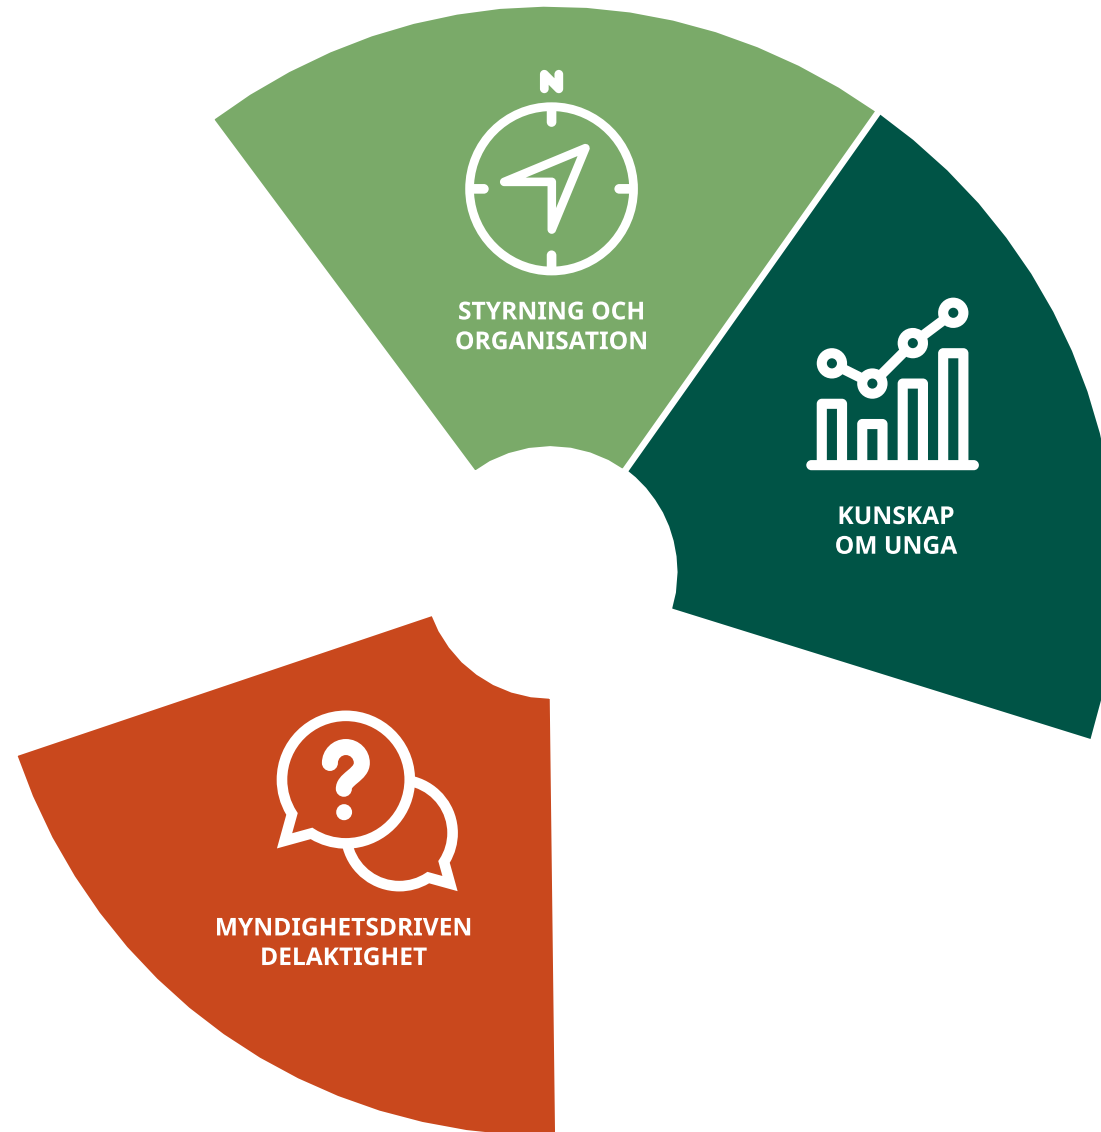 N
STYRNING OCH
ORGANISATION
KUNSKAP
OM UNGA
MYNDIGHETSDRIVEN
DELAKTIGHET